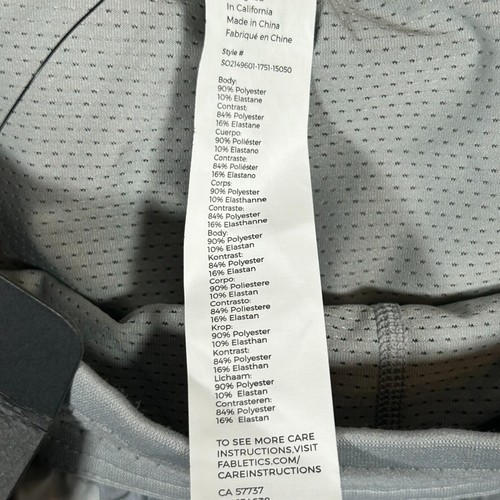 In California
Made in China
Fabriqué en Chine
Style #
SO2149601-1751-15050
Body:
90% Polyester
10% Elastane
Contrast:
84% Polyester
16% Elastane
Cuerpo
90% Poliéster
10% Elastano
Contraste:
84% Poliéster
16% Elastano
Corps:
90% Polyester
10% Elasthanne
Contraste:
84% Polyester
16% Elasthanne
Body:
90% Polyester
10% Elastan
Kontrast:
84% Polyester
16% Elastan
Corpo:
90% Poliestere
10% Elastan
Contrasto:
84% Poliestere
16% Elastan
Krop:
90% Polyester
10% Elasthan
Kontrast:
84% Polyester
16% Elasthan
Lichaam:
90% Polyester
10% Elastan
Contrasteren:
84% Polyester
16% Elastan
TO SEE MORE CARE
INSTRUCTIONS,VISIT
FABLETICS.COM/
CAREINSTRUCTIONS
CA 57737